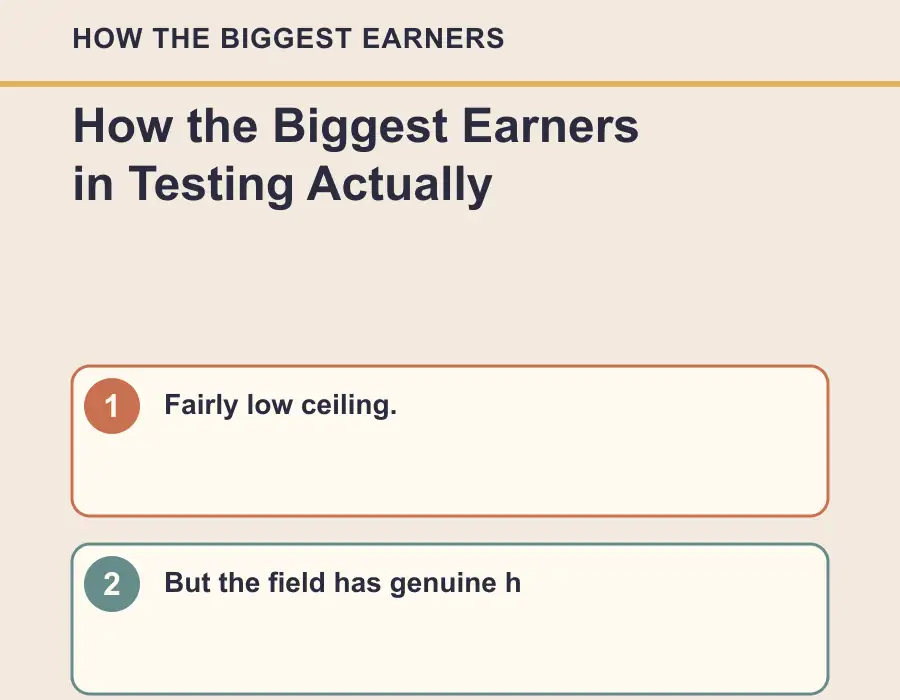 HOW THE BIGGEST EARNERS
How the Biggest Earners
in Testing Actually
1
Fairly low ceiling.
2
But the field has genuine h